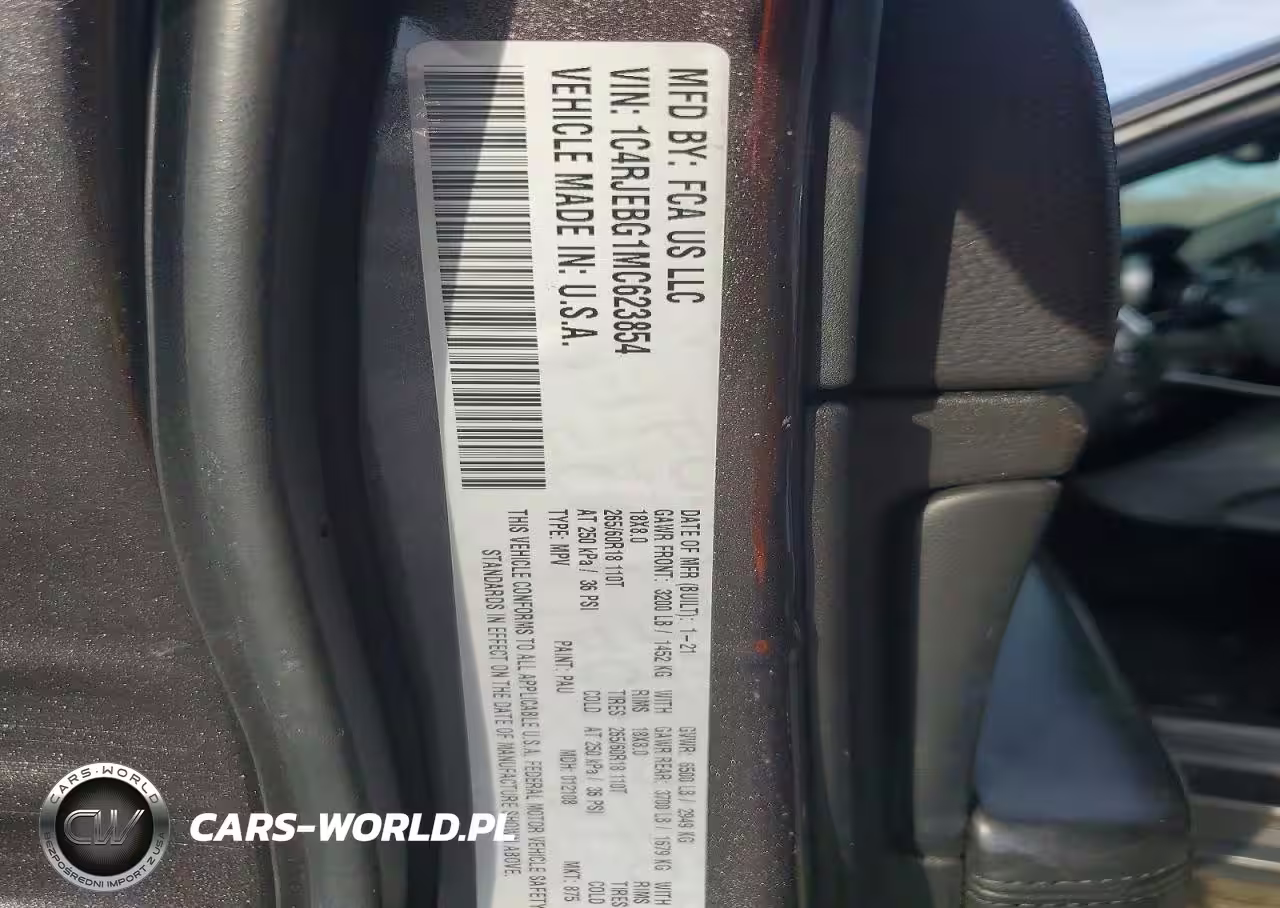 MFD BY: FCA US LLC
VIN: 1C4RJEBG1MC623854
VEHICLE MADE IN: U.S.A.
DATE OF MFR (BUILT): 1-21 GVWR: 6500 LB / 2949 KG
GAWR FRONT: 3200 LB / 1452 KG WITH GAWR REAR: 3700 LB / 1679 KG WITH
18X8.0 RIMS 18X8.0 RIMS
265/60R18 110T TIRES 265/60R18 110T TIRES
AT 250 kPa / 36 PSI COLD AT 250 kPa / 36 PSI COLD
TYPE: MPV PAINT: PAU MDH: 012108 MKT: 875
THIS VEHICLE CONFORMS TO ALL APPLICABLE U.S.A. FEDERAL MOTOR VEHICLE SAFETY
STANDARDS IN EFFECT ON THE DATE OF MANUFACTURE SHOWN ABOVE.
CARS-WORLD
CW
BEZPOŚREDNI IMPORT Z USA
CARS-WORLD.PL